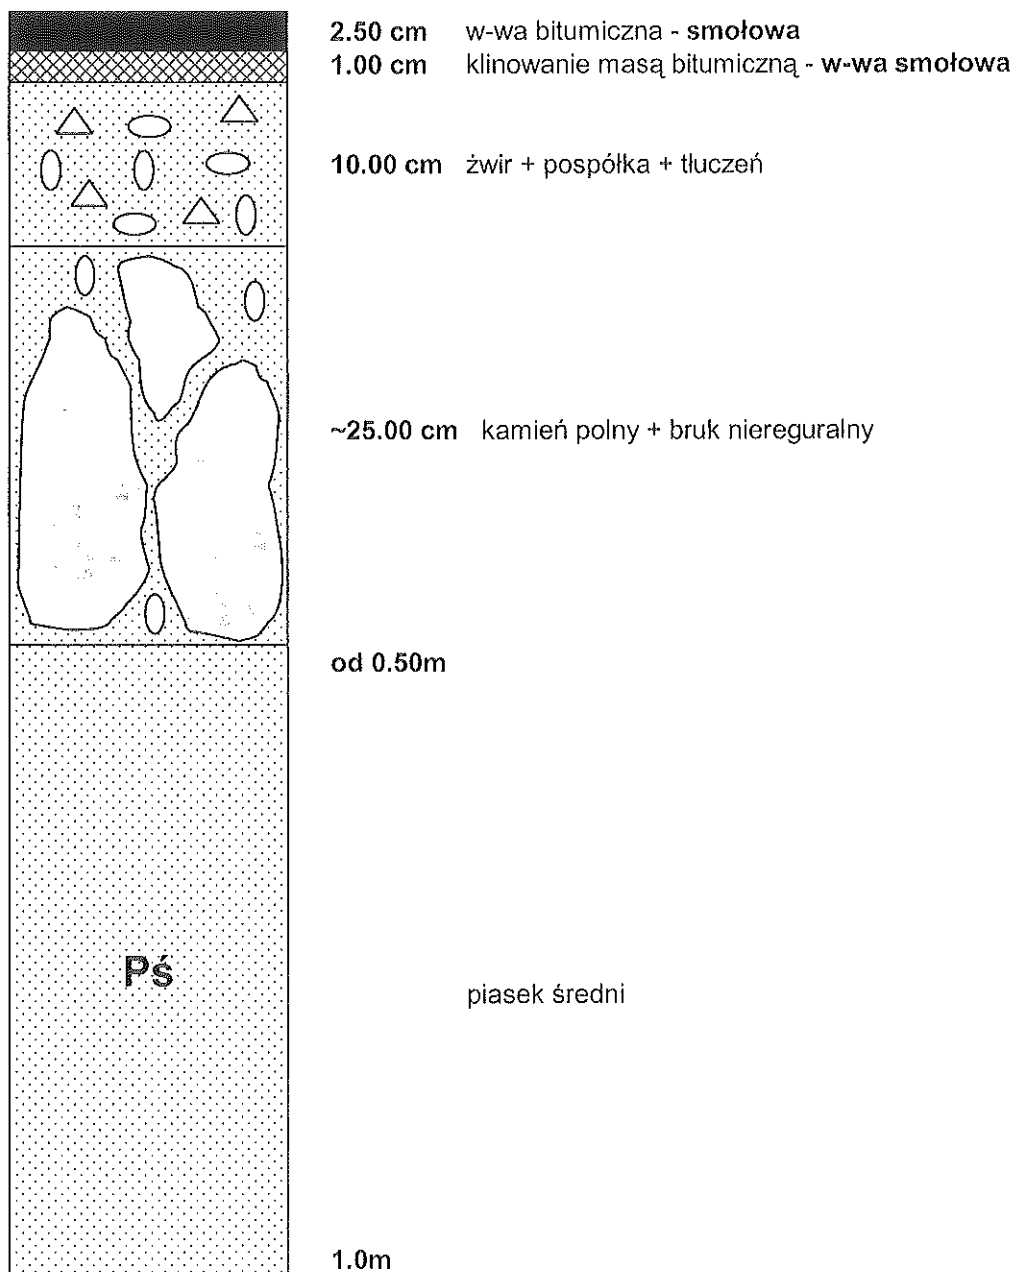 2.50 cm w-wa bitumiczna - smołowa
1.00 cm klinowanie masą bitumiczną - w-wa smołowa
10.00 cm żwir + pospółka + tłuczeń
~25.00 cm kamień polny + bruk niereguralny
od 0.50m
Pś
piasek średni
1.0m